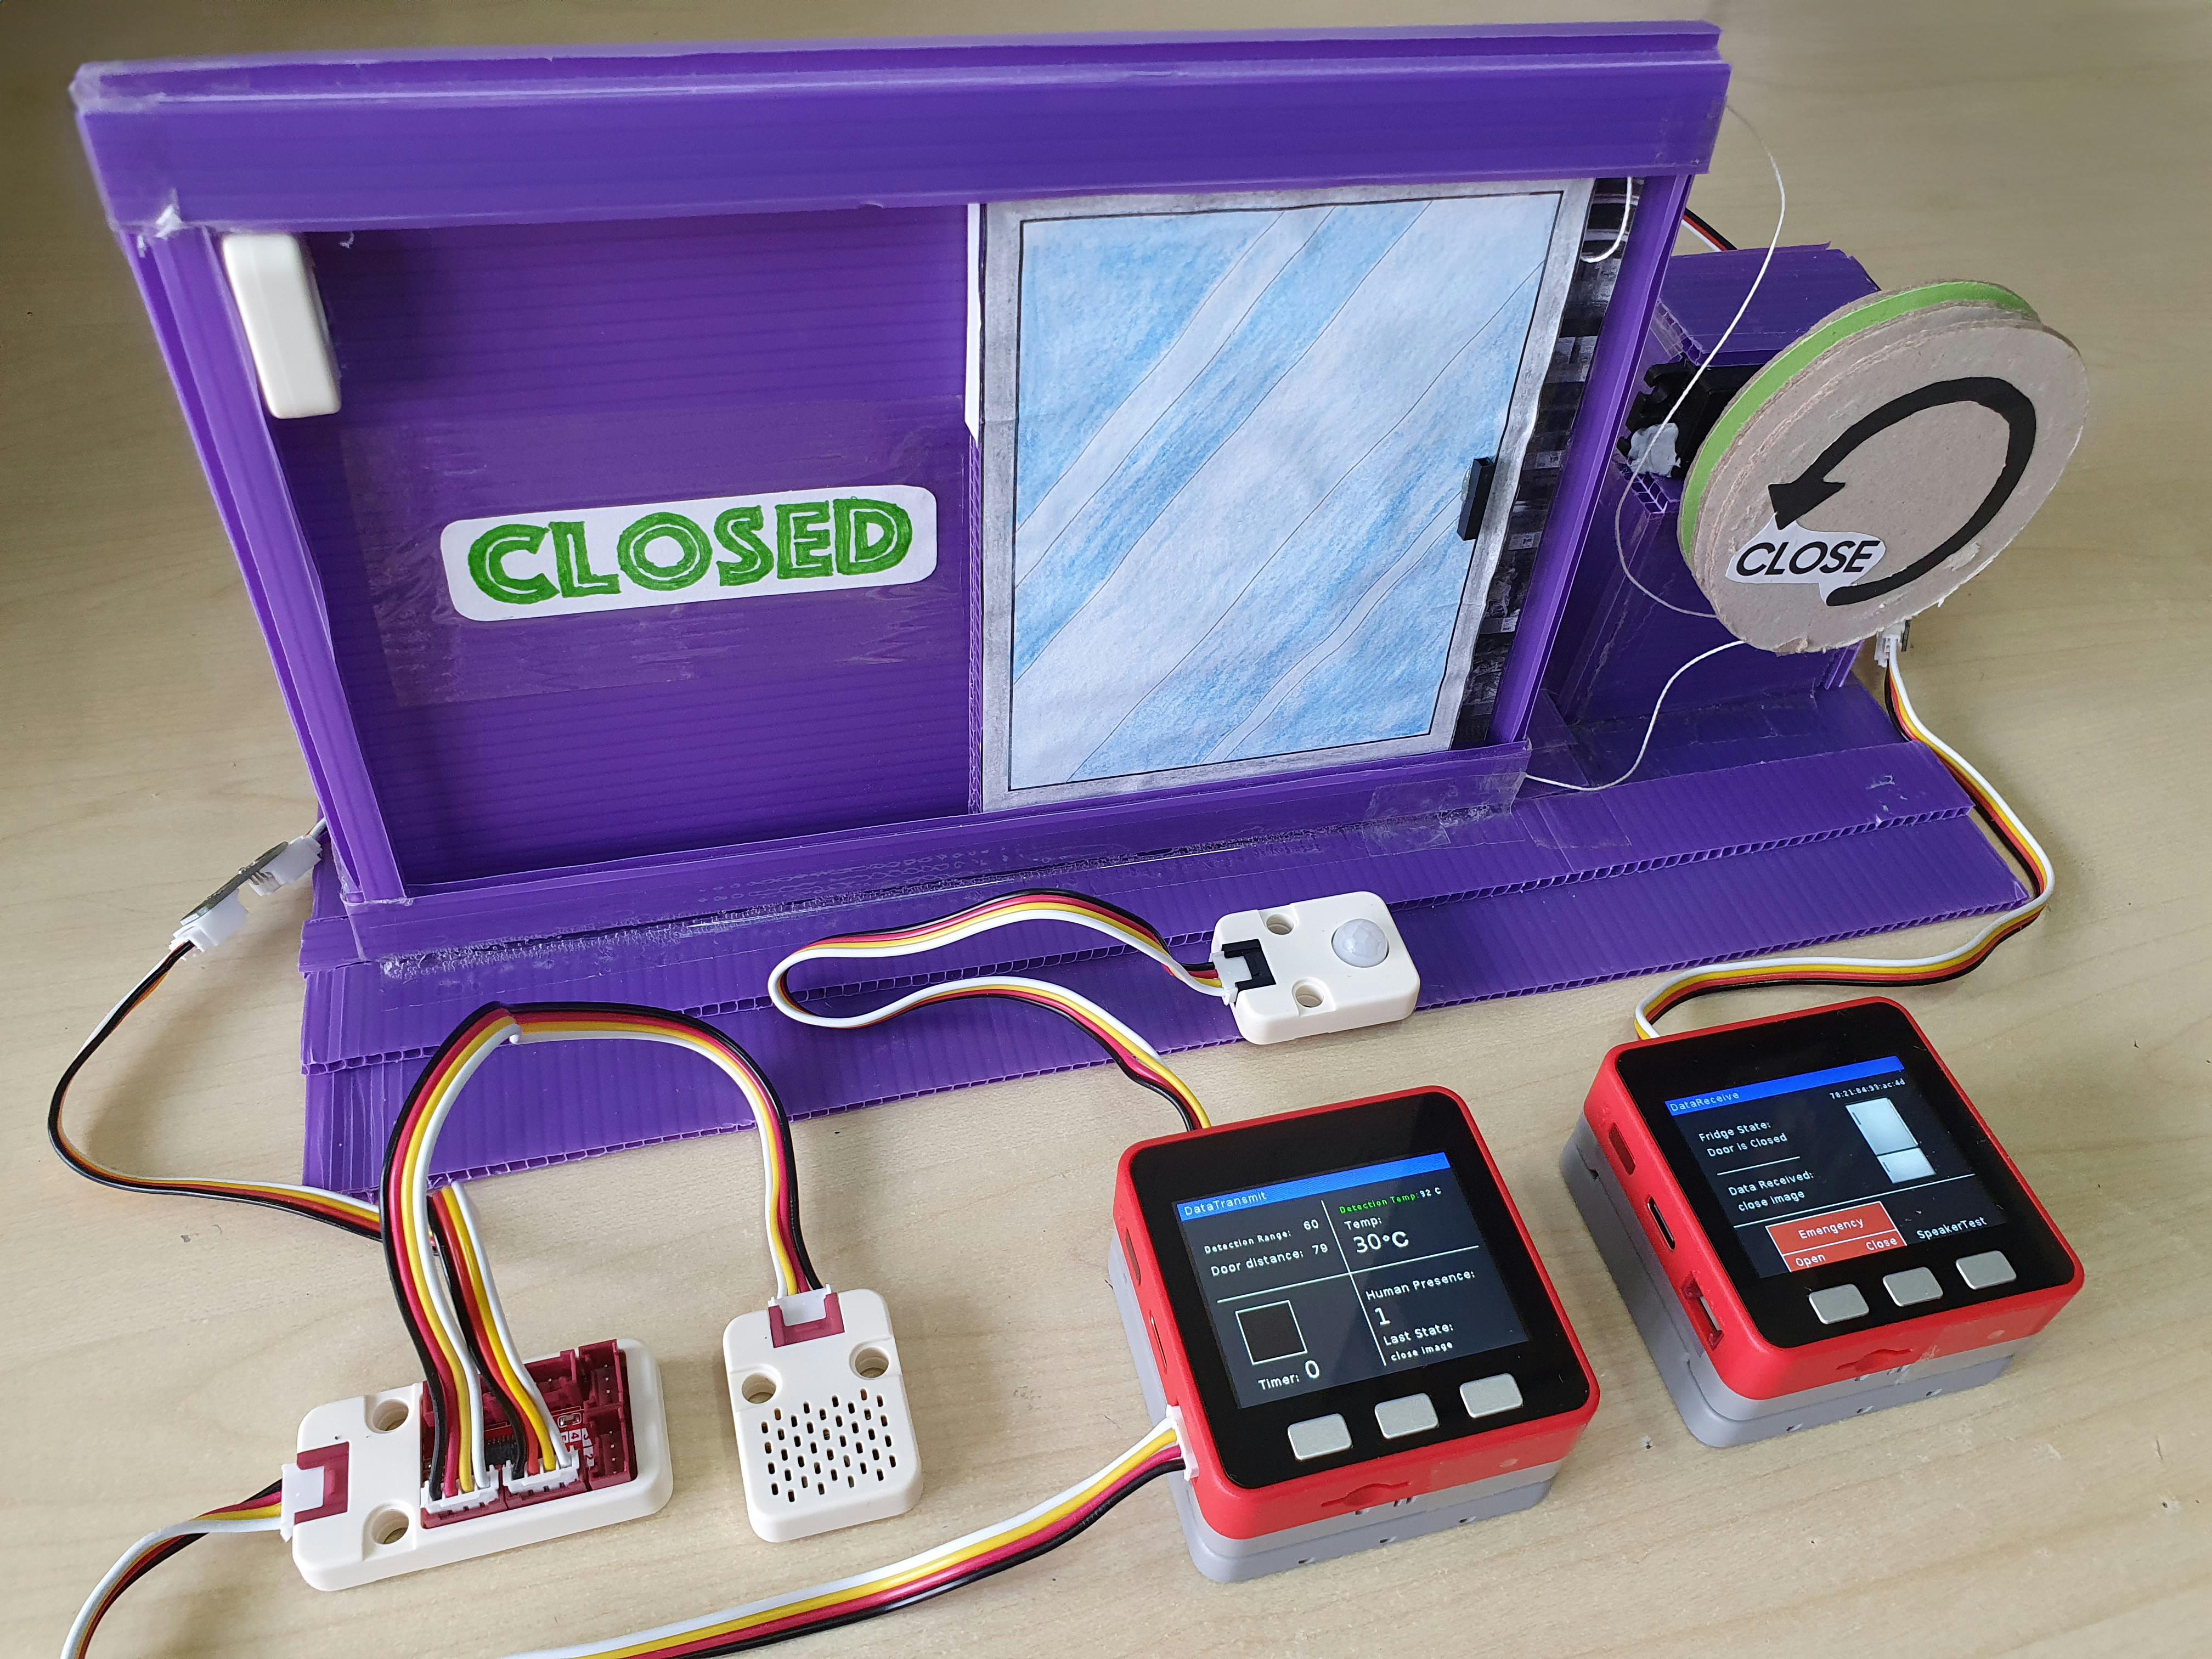 CLOSED
CLOSE
DataTransmit
Detection Range: 60
Door distance: 79
Detection Temp: 32 C
Temp:
30°C
Timer: 0
Human Presence:
1
Last State:
close image
DataReceive
Fridge State:
Door is Closed
Data Received:
close image
Emergency
Open Close
SpeakerTest